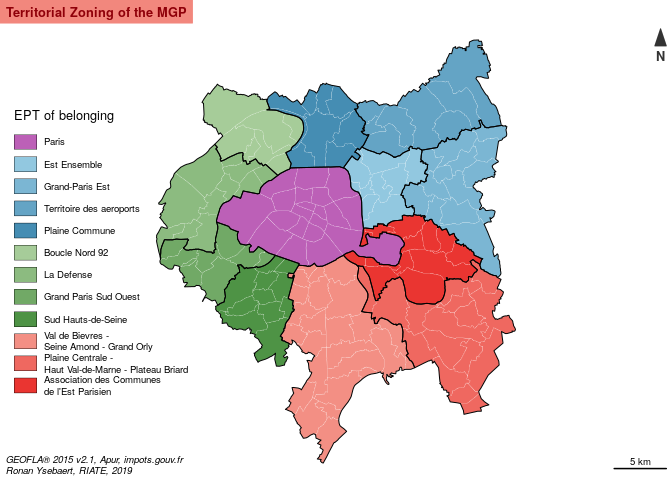 Territorial Zoning of the MGP
N
EPT of belonging
Paris
Est Ensemble
Grand-Paris Est
Territoire des aeroports
Plaine Commune
Boucle Nord 92
La Defense
Grand Paris Sud Ouest
Sud Hauts-de-Seine
Val de Bievres -
Seine Amond - Grand Orly
Plaine Centrale -
Haut Val-de-Marne - Plateau Briard
Association des Communes
de l'Est Parisien
GEOFLA® 2015 v2.1, Apur, impots.gouv.fr
Ronan Ysebaert, RIATE, 2019
5 km